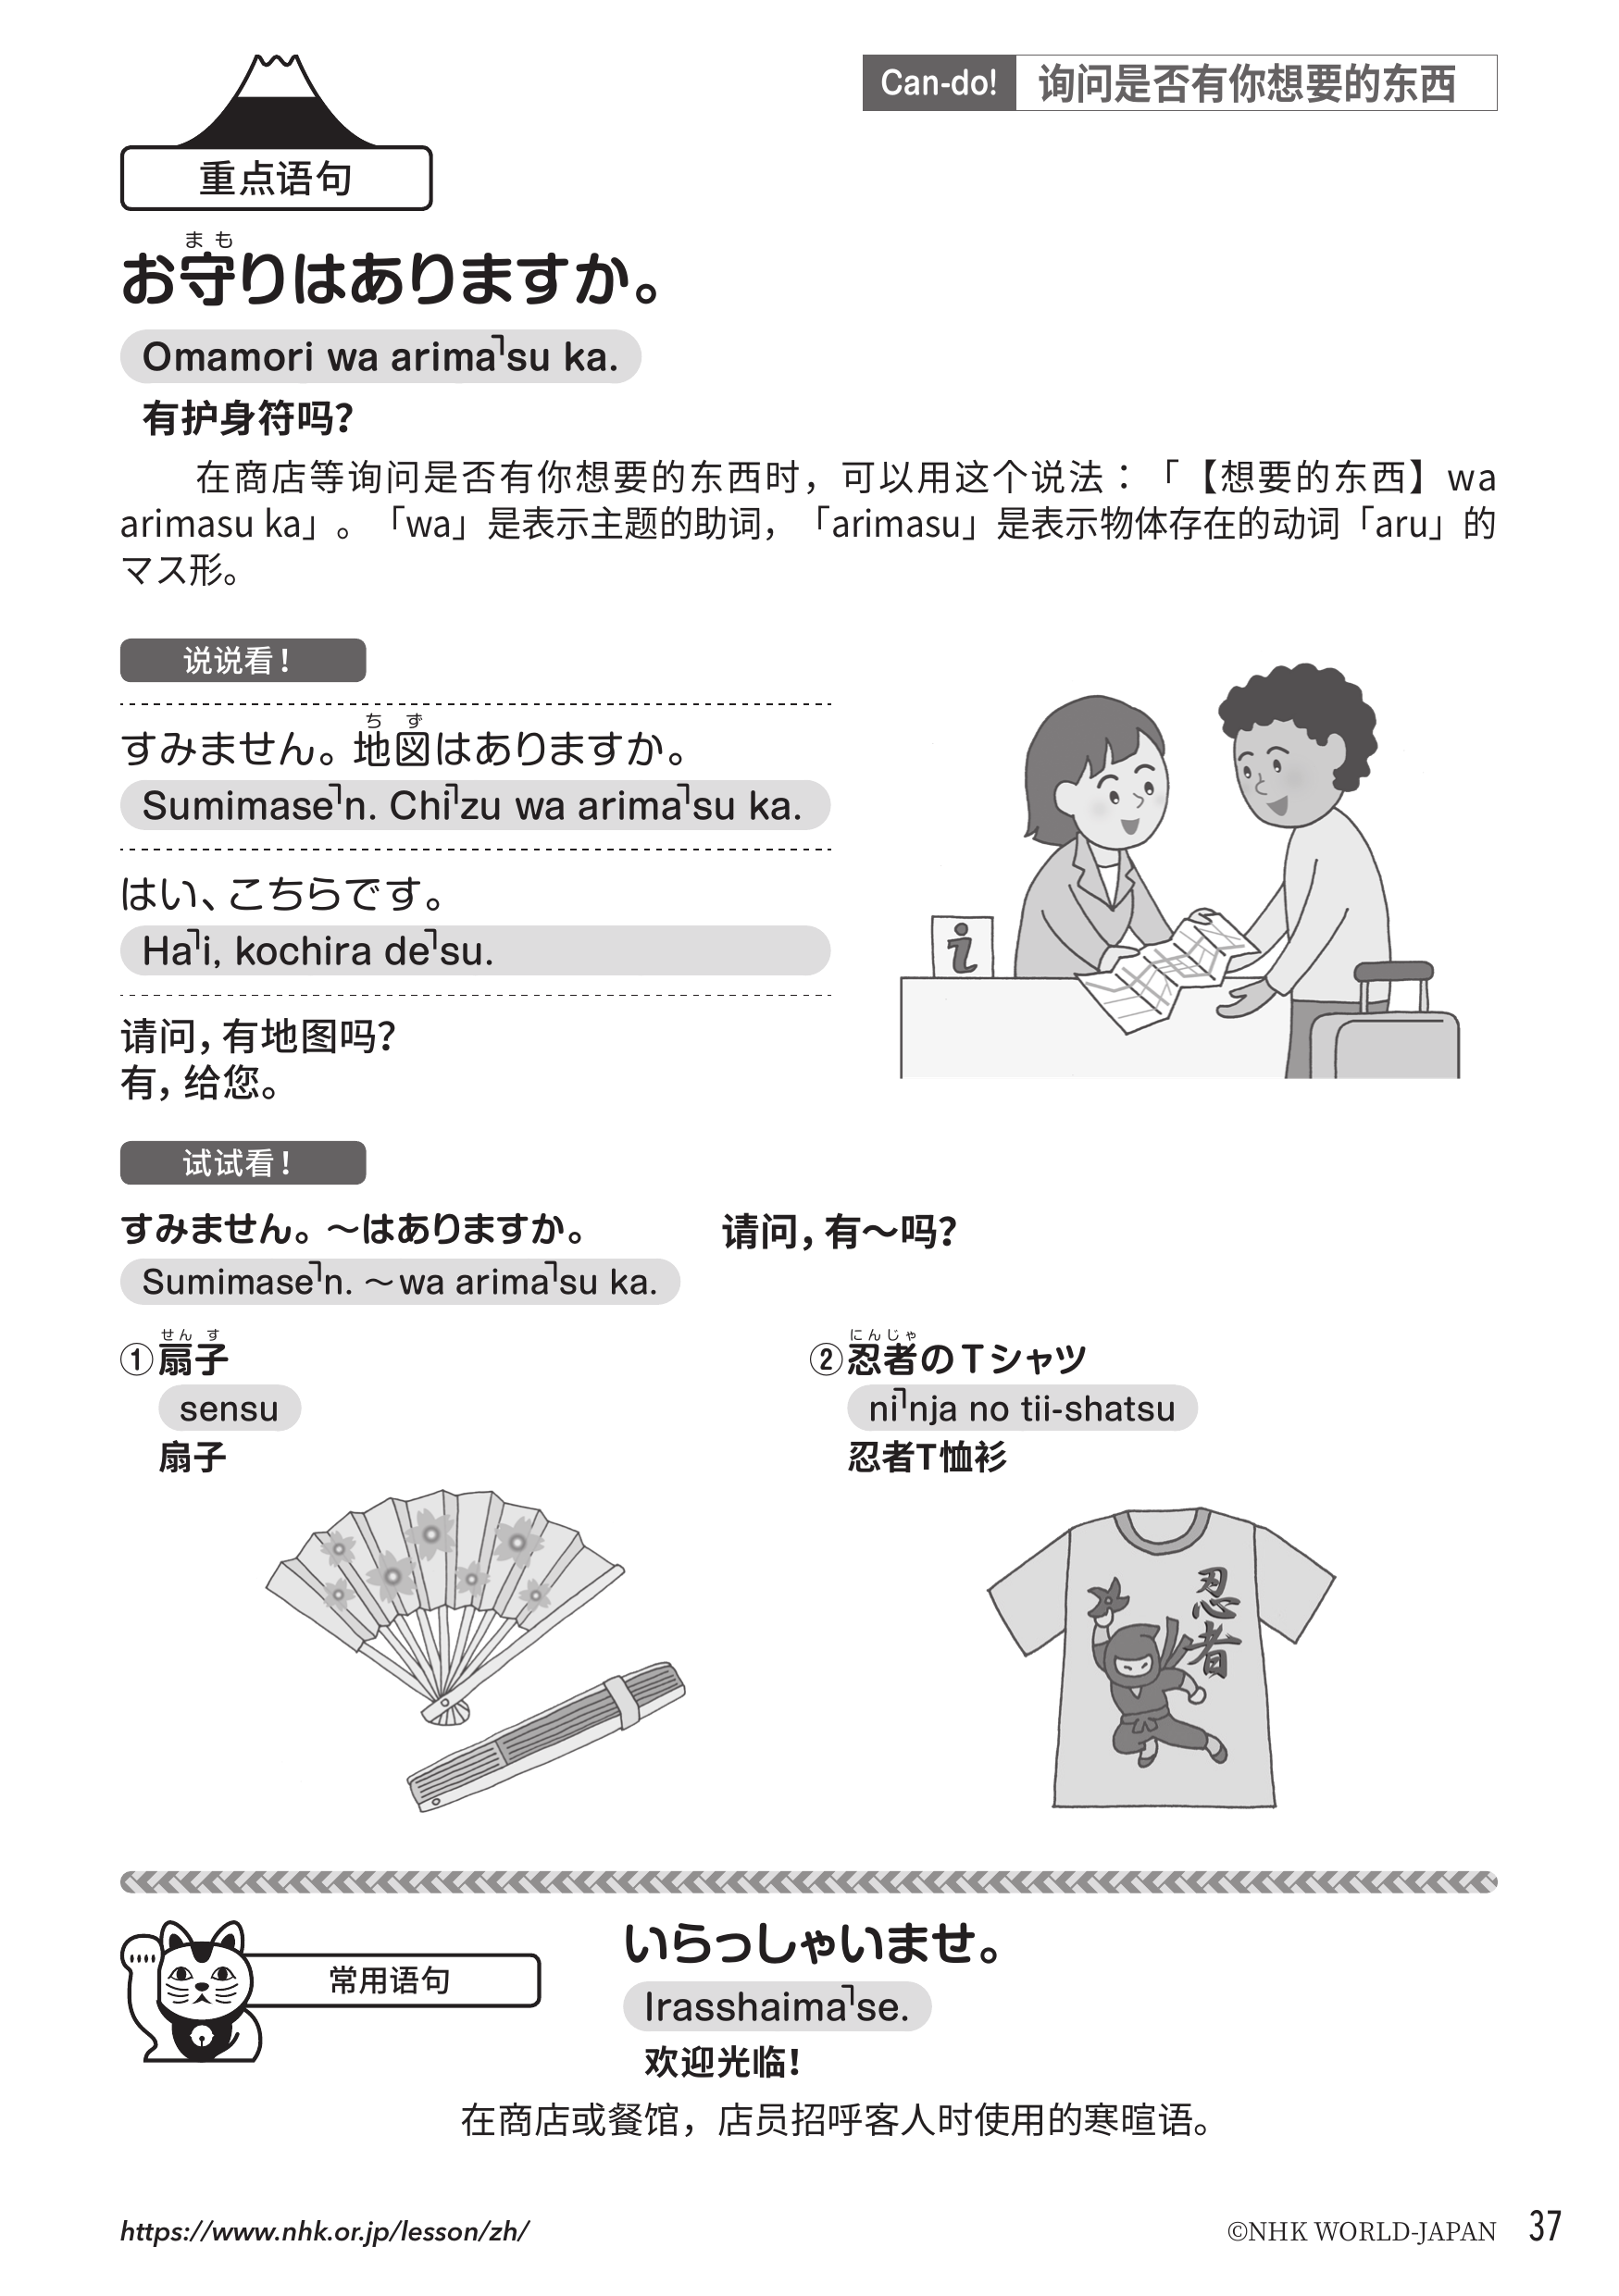 Can-do! 询问是否有你想要的东西
重点语句
まも
お守りはありますか。
Omamori wa arima˺su ka.
有护身符吗？
在商店等询问是否有你想要的东西时，可以用这个说法：「【想要的东西】wa
arimasu ka」。「wa」是表示主题的助词，「arimasu」是表示物体存在的动词「aru」的
マス形。
说说看！
ち ず
すみません。地図はありますか。
Sumimase˺n. Chi˺zu wa arima˺su ka.
はい、こちらです。
Ha˺i, kochira de˺su.
请问，有地图吗？
有，给您。
i
试试看！
すみません。～はありますか。
请问，有～吗？
Sumimase˺n. ～wa arima˺su ka.
せん す
①扇子
sensu
扇子
にんじゃ
②忍者のTシャツ
ni˺nja no tii-shatsu
忍者T恤衫
忍者
常用语句
いらっしゃいませ。
Irasshaima˺se.
欢迎光临！
在商店或餐馆，店员招呼客人时使用的寒暄语。
https://www.nhk.or.jp/lesson/zh/
©NHK WORLD-JAPAN 37